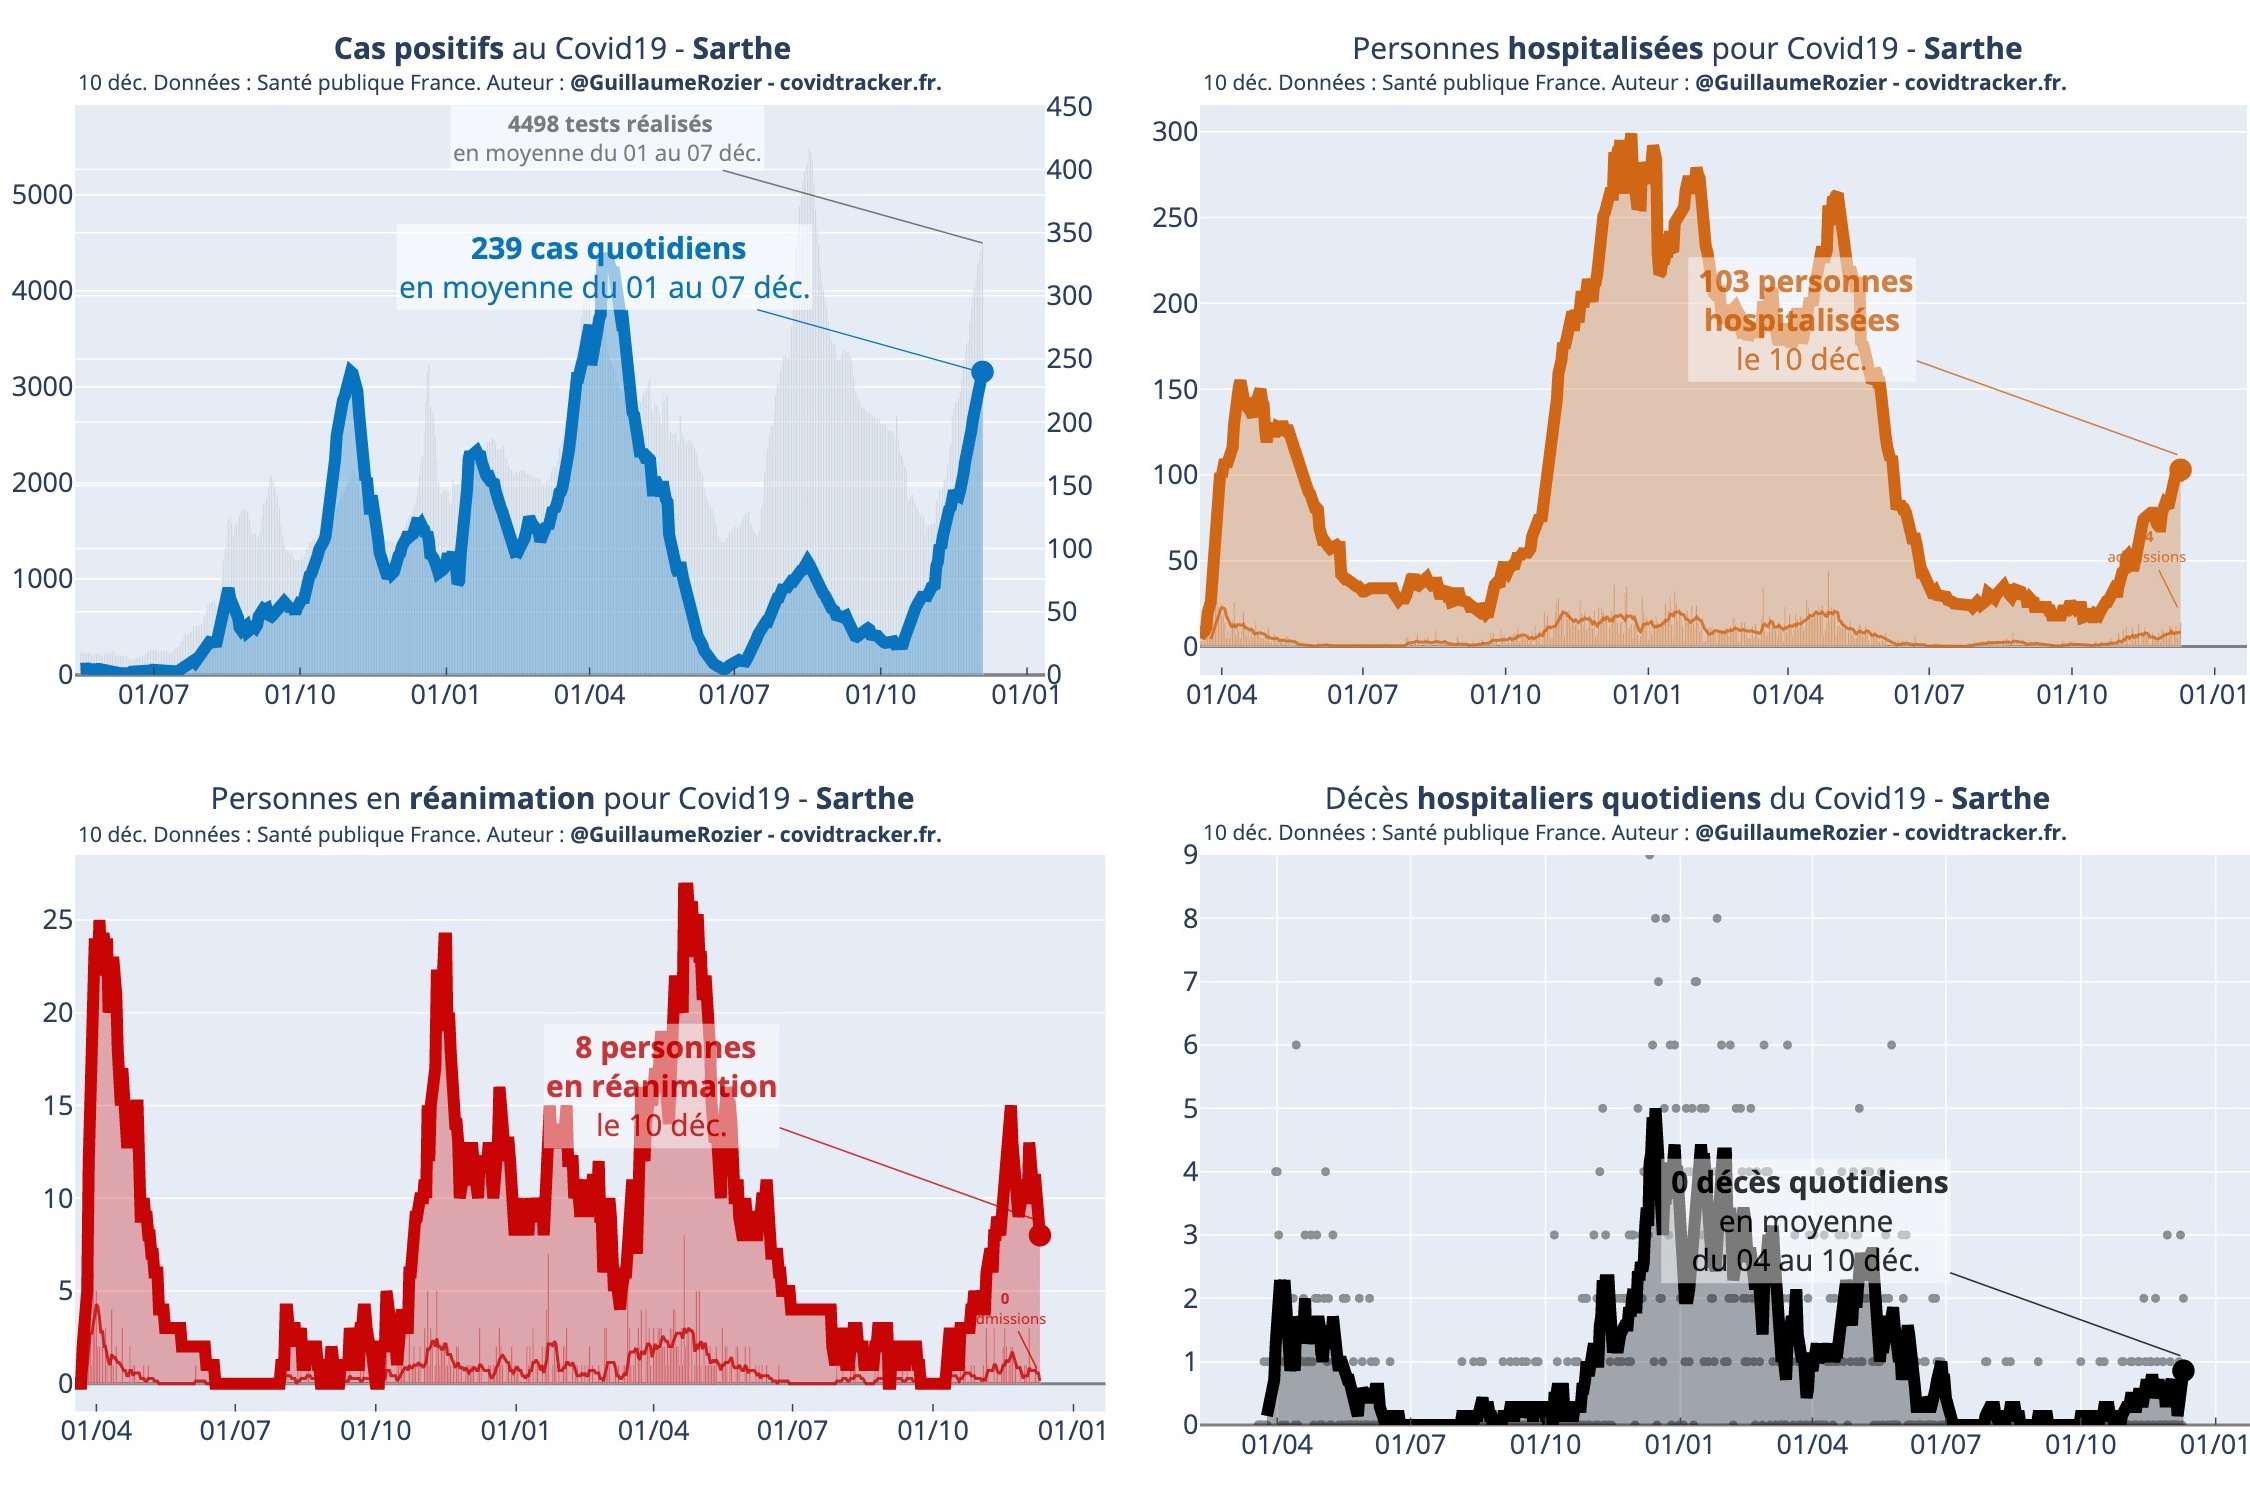 Cas positifs au Covid19 - Sarthe
10 déc. Données : Santé publique France. Auteur : @GuillaumeRozier - covidtracker.fr.
4498 tests réalisés
en moyenne du 01 au 07 déc.
239 cas quotidiens
en moyenne du 01 au 07 déc.
5000
4000
3000
2000
1000
0
450
400
350
300
250
200
150
100
50
0
01/07 01/10 01/01 01/04 01/07 01/10 01/01
Personnes hospitalisées pour Covid19 - Sarthe
10 déc. Données : Santé publique France. Auteur : @GuillaumeRozier - covidtracker.fr.
300
250
200
150
100
50
0
103 personnes
hospitalisées
le 10 déc.
01/04 01/07 01/10 01/01 01/04 01/07 01/10 01/01
Personnes en réanimation pour Covid19 - Sarthe
10 déc. Données : Santé publique France. Auteur : @GuillaumeRozier - covidtracker.fr.
25
20
15
10
5
0
8 personnes
en réanimation
le 10 déc.
0
01/04 01/07 01/10 01/01 01/04 01/07 01/10 01/01
Décès hospitaliers quotidiens du Covid19 - Sarthe
10 déc. Données : Santé publique France. Auteur : @GuillaumeRozier - covidtracker.fr.
9
8
7
6
5
4
3
2
1
0
0 décès quotidiens
en moyenne
du 04 au 10 déc.
01/04 01/07 01/10 01/01 01/04 01/07 01/10 01/01